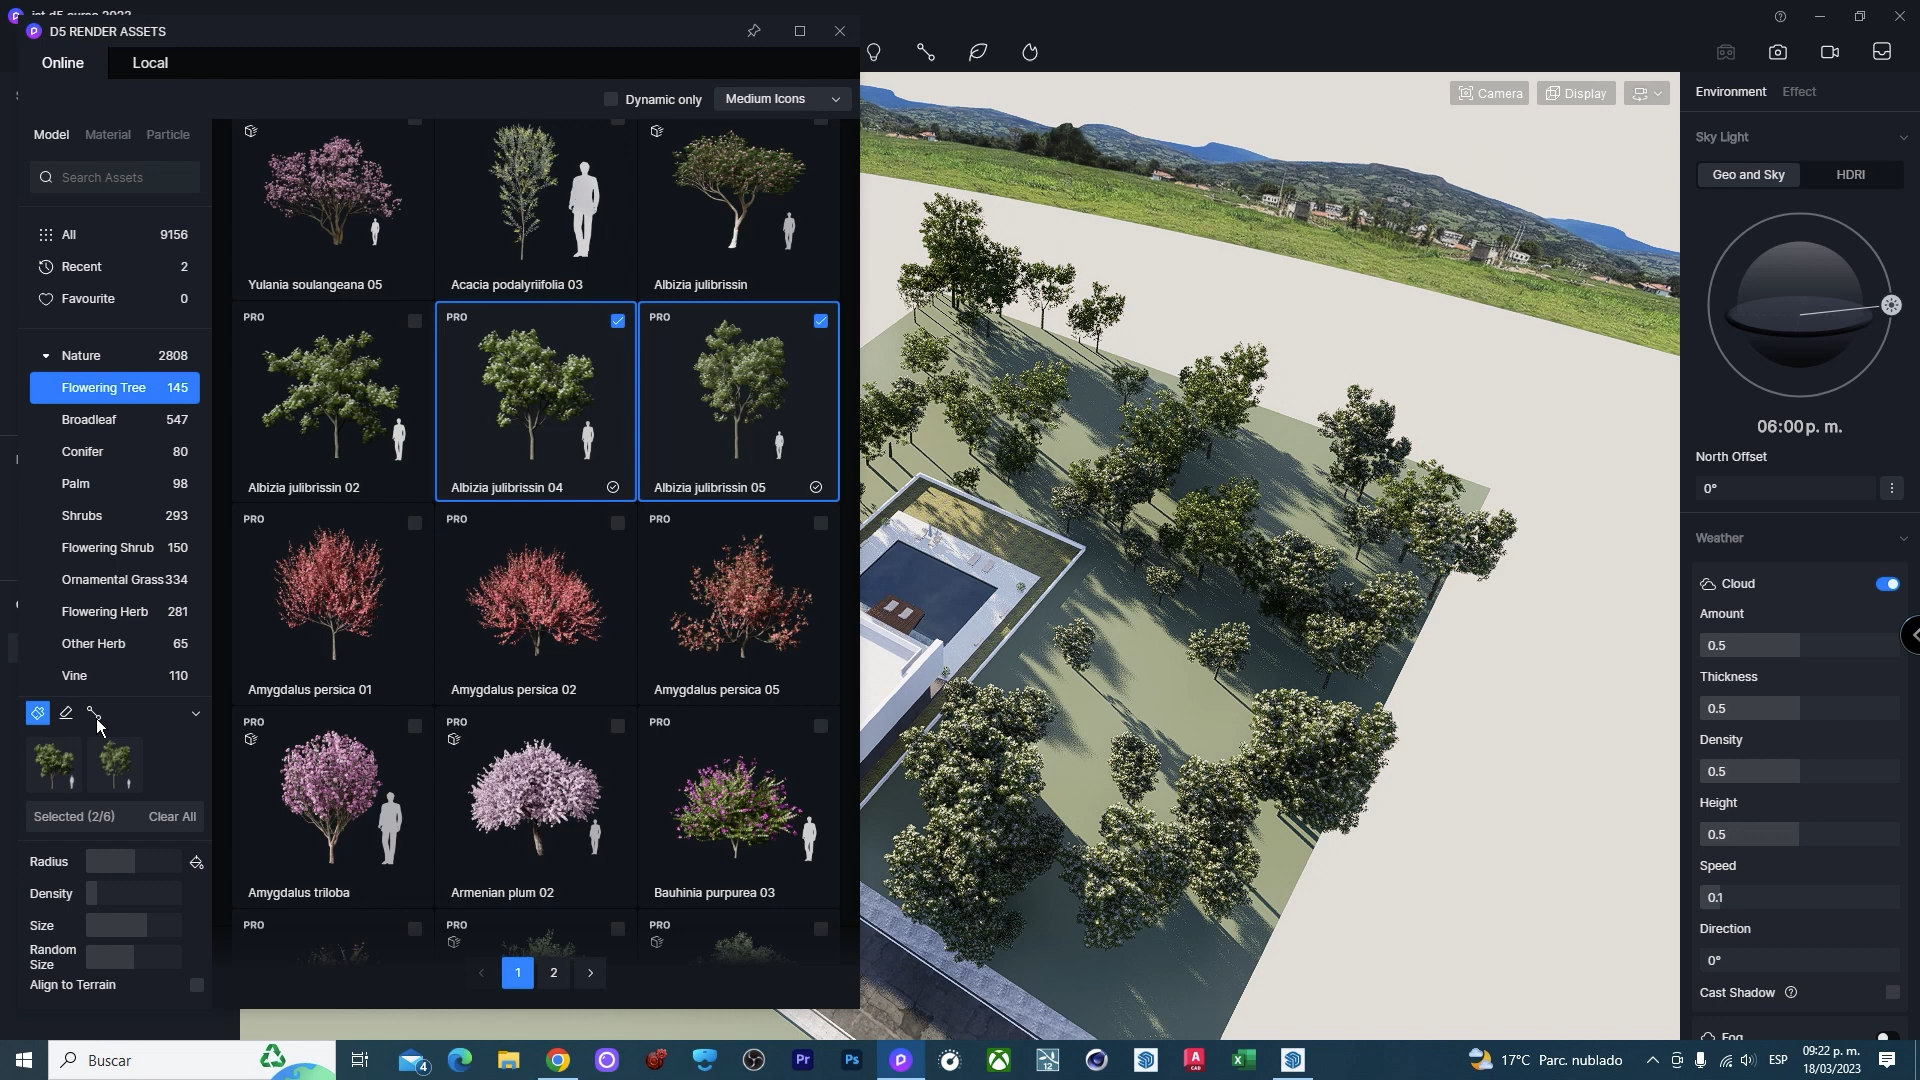 D5 RENDER ASSETS
Online
Local
Dynamic only
Medium Icons
Model
Material
Particle
Search Assets
All 9156
Recent 2
Favourite 0
Nature 2808
Flowering Tree 145
Broadleaf 547
Conifer 80
Palm 98
Shrubs 293
Flowering Shrub 150
Ornamental Grass 334
Flowering Herb 281
Other Herb 65
Vine 110
Selected (2/6)
Clear All
Radius
Density
Size
Random
Size
Align to Terrain
Yulania soulangeana 05
Acacia podalyriifolia 03
Albizia julibrissin
PRO
PRO
PRO
Albizia julibrissin 02
Albizia julibrissin 04
Albizia julibrissin 05
PRO
PRO
PRO
Amygdalus persica 01
Amygdalus persica 02
Amygdalus persica 05
PRO
PRO
PRO
Amygdalus triloba
Armenian plum 02
Bauhinia purpurea 03
PRO
PRO
PRO
1
2
Camera
Display
Environment
Effect
Sky Light
Geo and Sky
HDRI
06:00 p. m.
North Offset
0°
Weather
Cloud
Amount
0.5
Thickness
0.5
Density
0.5
Height
0.5
Speed
0.1
Direction
0°
Cast Shadow
Fog
Buscar
4
Pr
Ps
12
17°C Parc. nublado
ESP
09:22 p. m.
18/03/2023